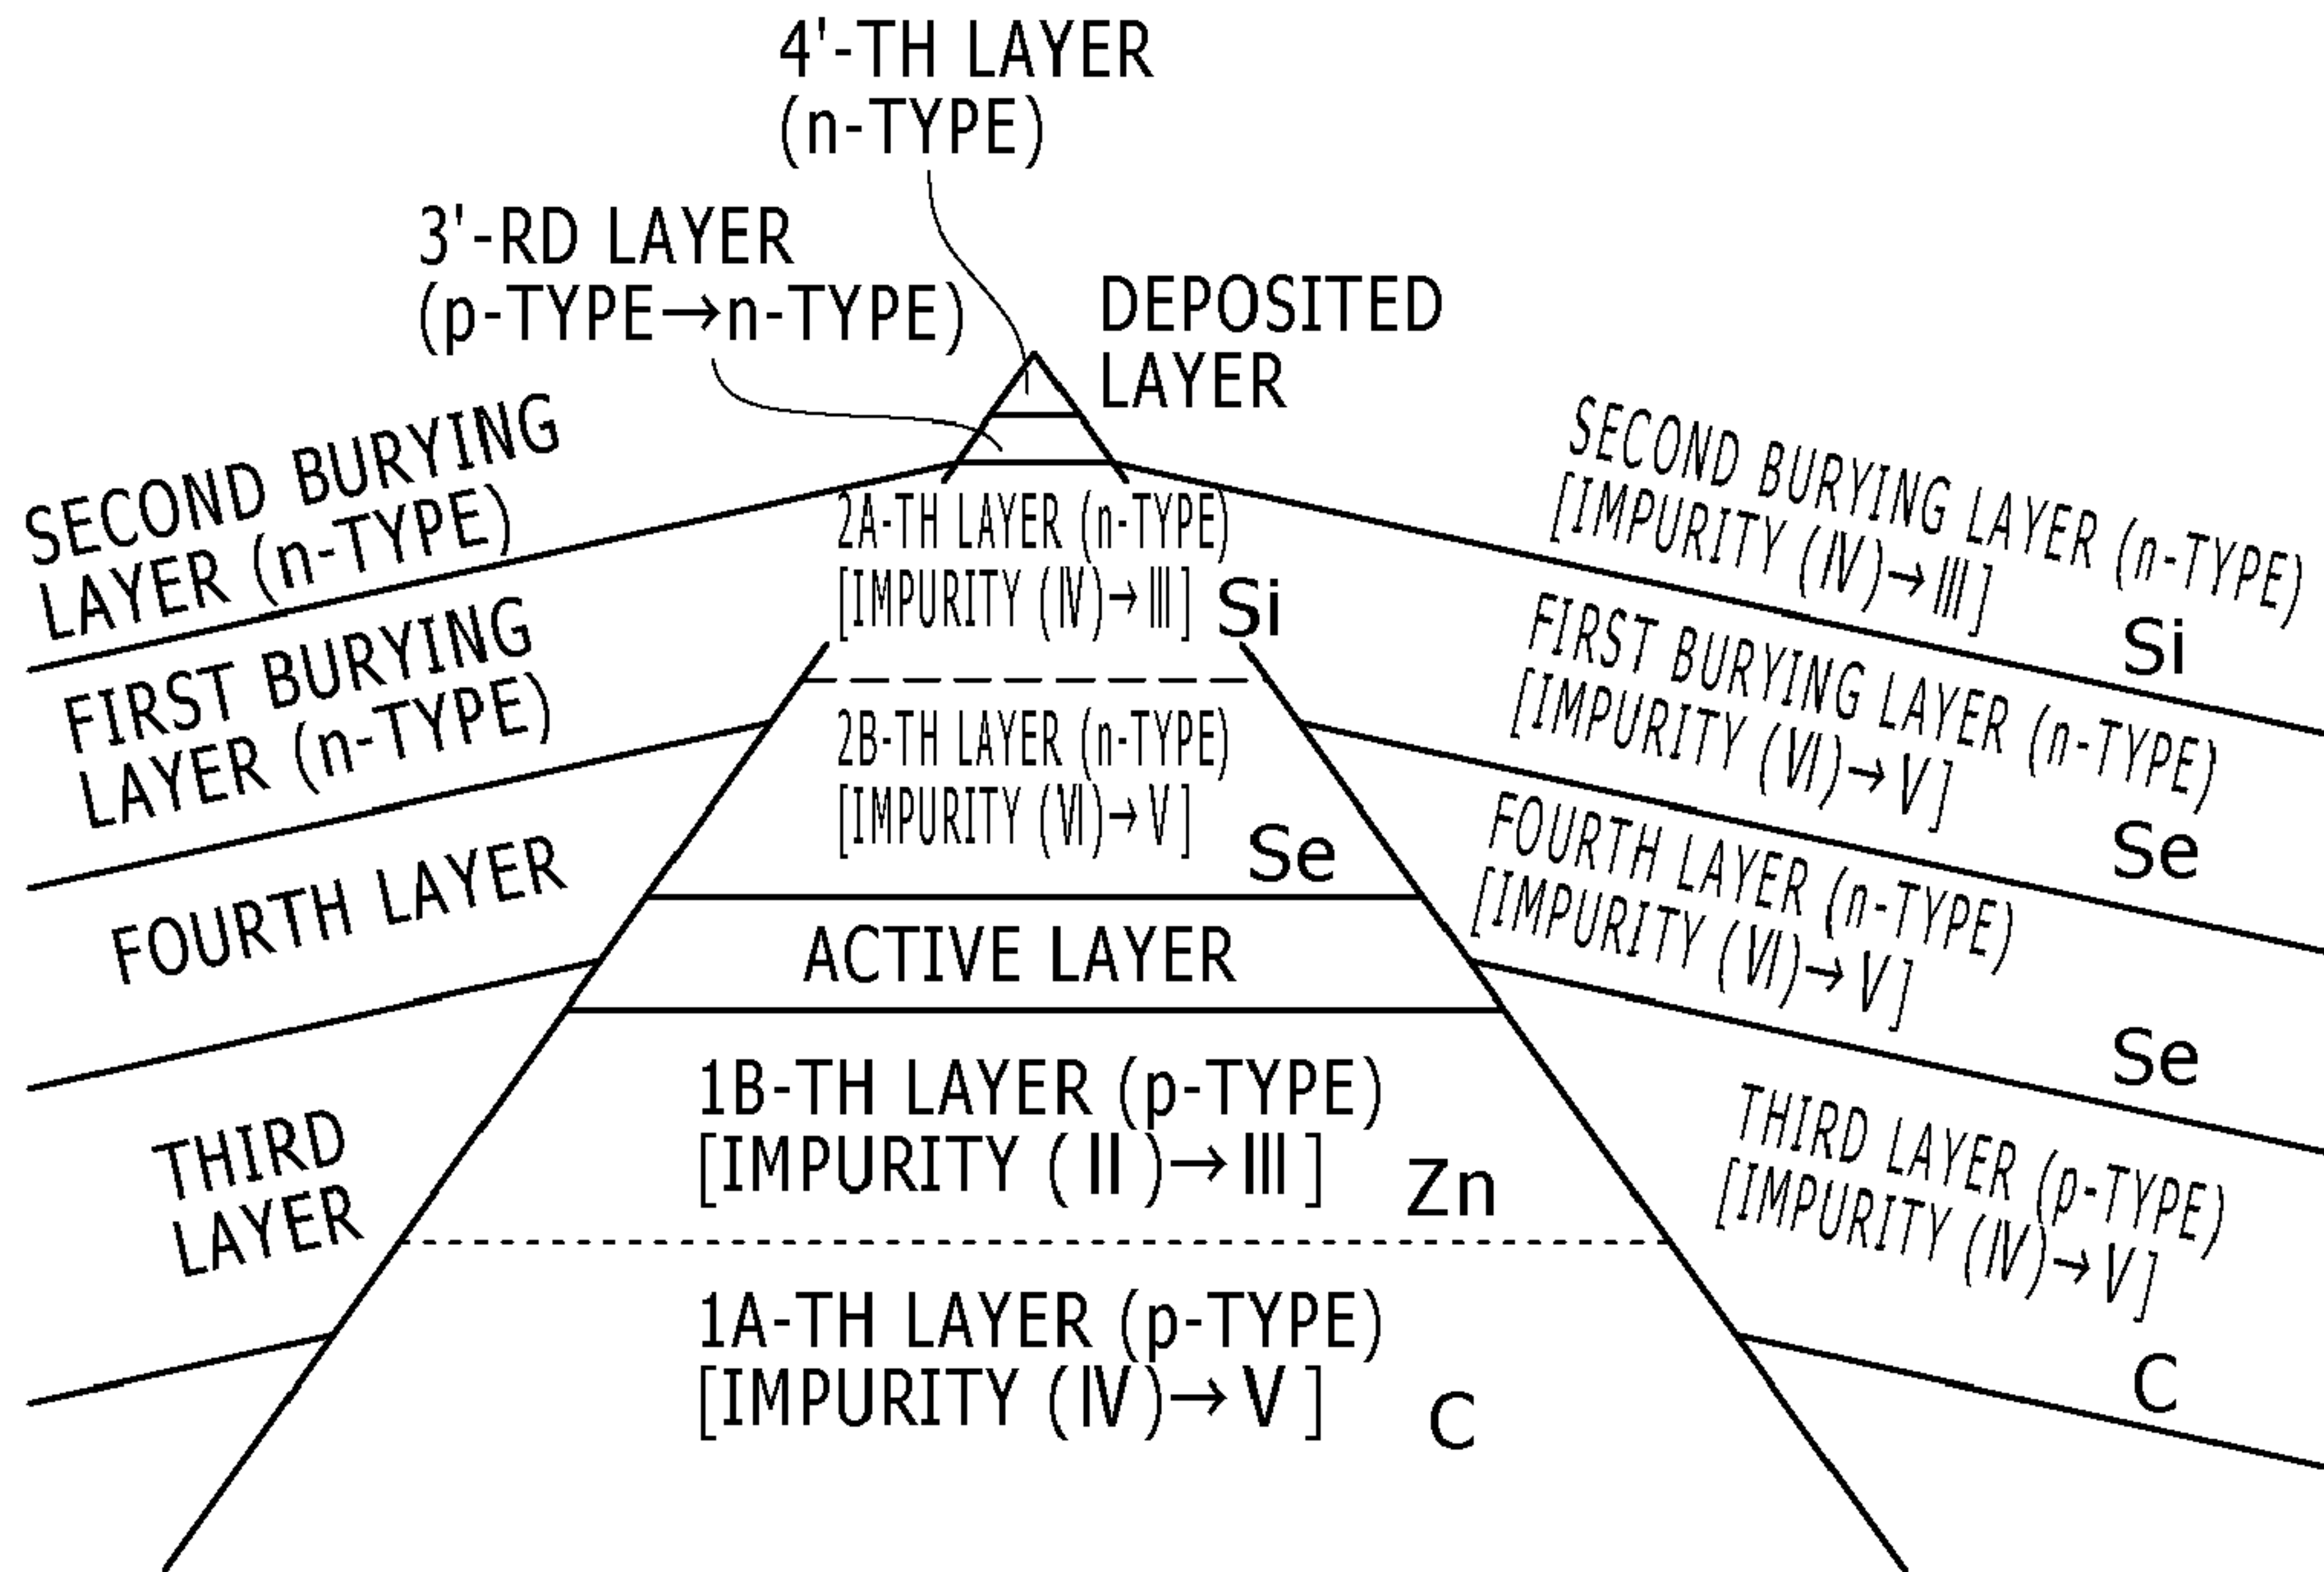 4'-TH LAYER
(n-TYPE)
3'-RD LAYER
(p-TYPE→n-TYPE)
DEPOSITED
LAYER
SECOND BURYING
LAYER (n-TYPE)
FIRST BURYING
LAYER (n-TYPE)
FOURTH LAYER
THIRD
LAYER
2A-TH LAYER (n-TYPE)
[IMPURITY (Ⅳ)→Ⅲ]
Si
2B-TH LAYER (n-TYPE)
[IMPURITY (Ⅵ)→Ⅴ]
Se
ACTIVE LAYER
1B-TH LAYER (p-TYPE)
[IMPURITY (Ⅱ)→Ⅲ]
Zn
1A-TH LAYER (p-TYPE)
[IMPURITY (Ⅳ)→Ⅴ]
C
SECOND BURYING LAYER (n-TYPE)
[IMPURITY (Ⅳ)→Ⅲ]
Si
FIRST BURYING LAYER (n-TYPE)
[IMPURITY (Ⅵ)→Ⅴ]
Se
FOURTH LAYER (n-TYPE)
[IMPURITY (Ⅵ)→Ⅴ]
Se
THIRD LAYER (p-TYPE)
[IMPURITY (Ⅳ)→Ⅴ]
C